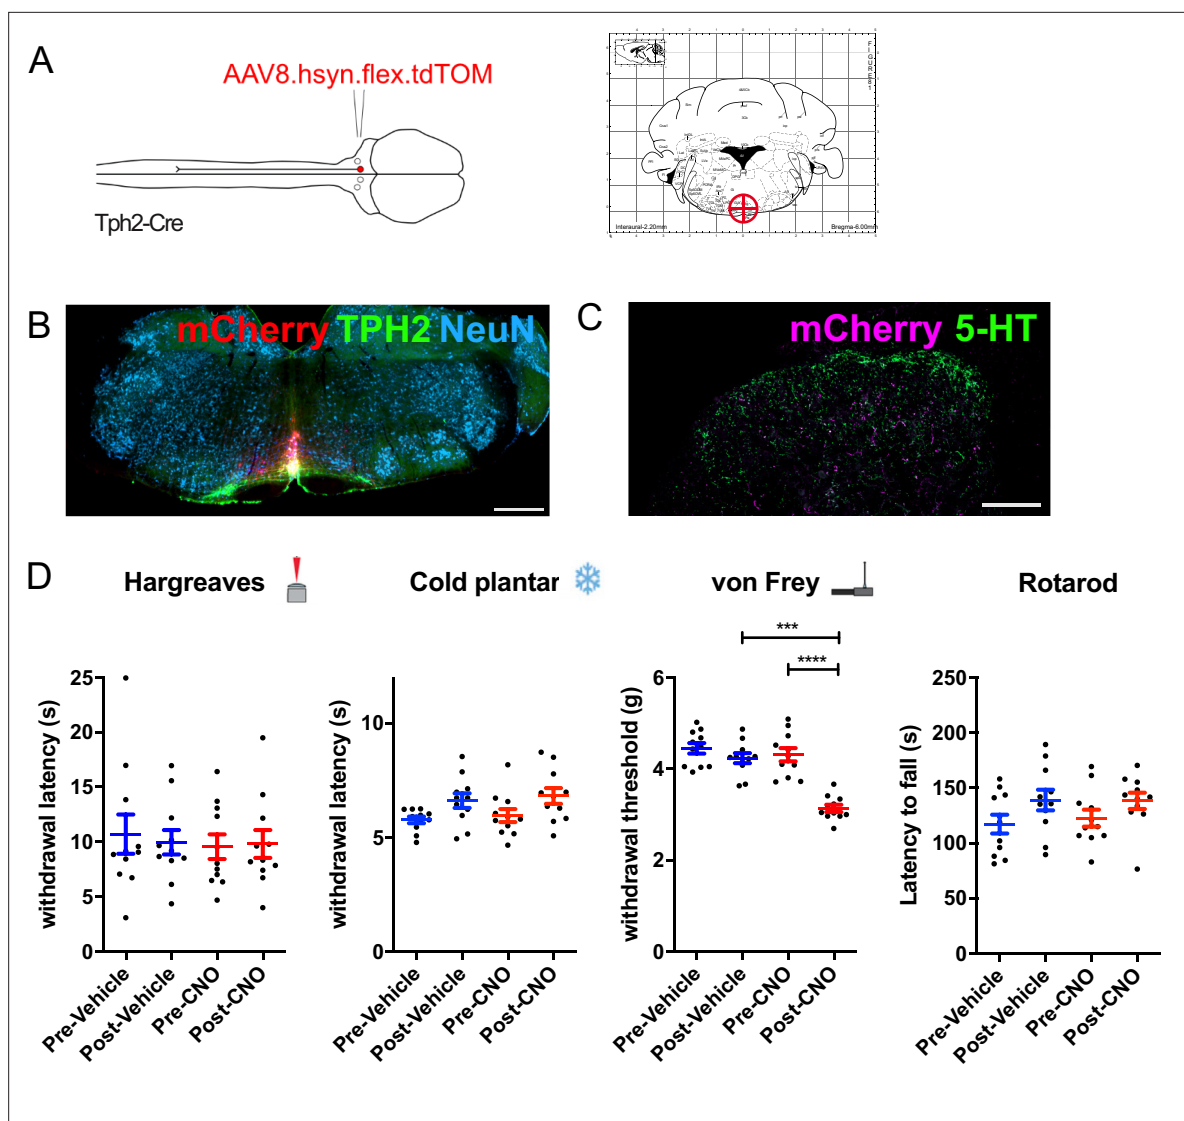 A
AAV8.hsyn.flex.tdTOM
Tph2-Cre
FIGURE
Interaural-2.20mm
Bregma-6.00mm
B
mCherry TPH2 NeuN
C
mCherry 5-HT
D
Hargreaves
Cold plantar
von Frey
Rotarod
withdrawal latency (s)
25
20
15
10
5
0
Pre-Vehicle
Post-Vehicle
Pre-CNO
Post-CNO
withdrawal latency (s)
10
5
0
Pre-Vehicle
Post-Vehicle
Pre-CNO
Post-CNO
***
****
withdrawal threshold (g)
6
4
2
0
Pre-Vehicle
Post-Vehicle
Pre-CNO
Post-CNO
Latency to fall (s)
250
200
150
100
50
0
Pre-Vehicle
Post-Vehicle
Pre-CNO
Post-CNO